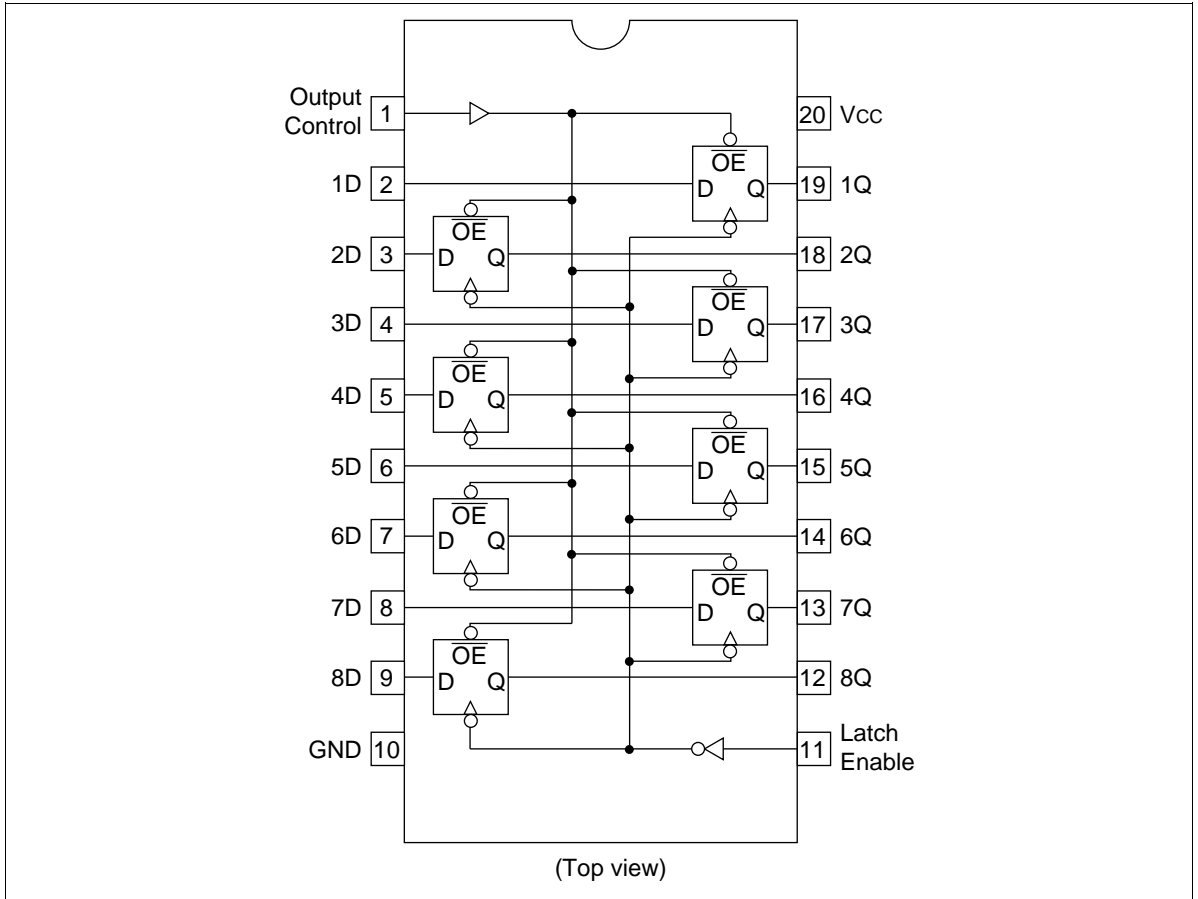 Output
Control 1
20 VCC
OE
1D 2
D Q
19 1Q
OE
2D 3
D Q
18 2Q
OE
3D 4
D Q
17 3Q
OE
4D 5
D Q
16 4Q
OE
5D 6
D Q
15 5Q
OE
6D 7
D Q
14 6Q
OE
7D 8
D Q
13 7Q
OE
8D 9
D Q
12 8Q
GND 10
11 Latch
Enable
(Top view)